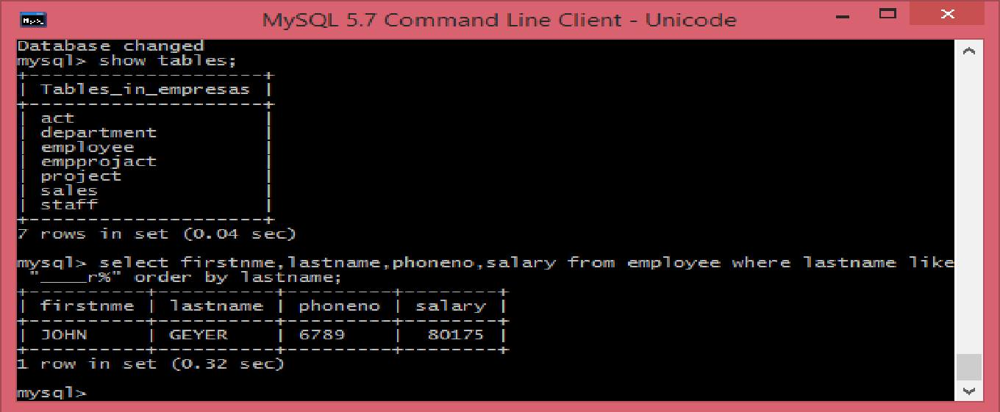 MySQL 5.7 Command Line Client - Unicode
Database changed
mysql> show tables;
+---------------------+
| Tables_in_empresas |
+---------------------+
| act |
| department |
| employee |
| empprojact |
| project |
| sales |
| staff |
+---------------------+
7 rows in set (0.04 sec)
mysql> select firstnme,lastname,phoneno,salary from employee where lastname like
"____r%" order by lastname;
+----------+----------+---------+--------+
| firstnme | lastname | phoneno | salary |
+----------+----------+---------+--------+
| JOHN | GEYER | 6789 | 80175 |
+----------+----------+---------+--------+
1 row in set (0.32 sec)
mysql>